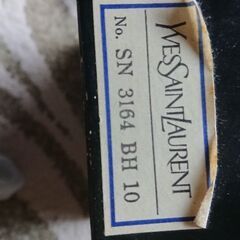 YVES SAINT LAURENT
No. SN 3164 BH 10